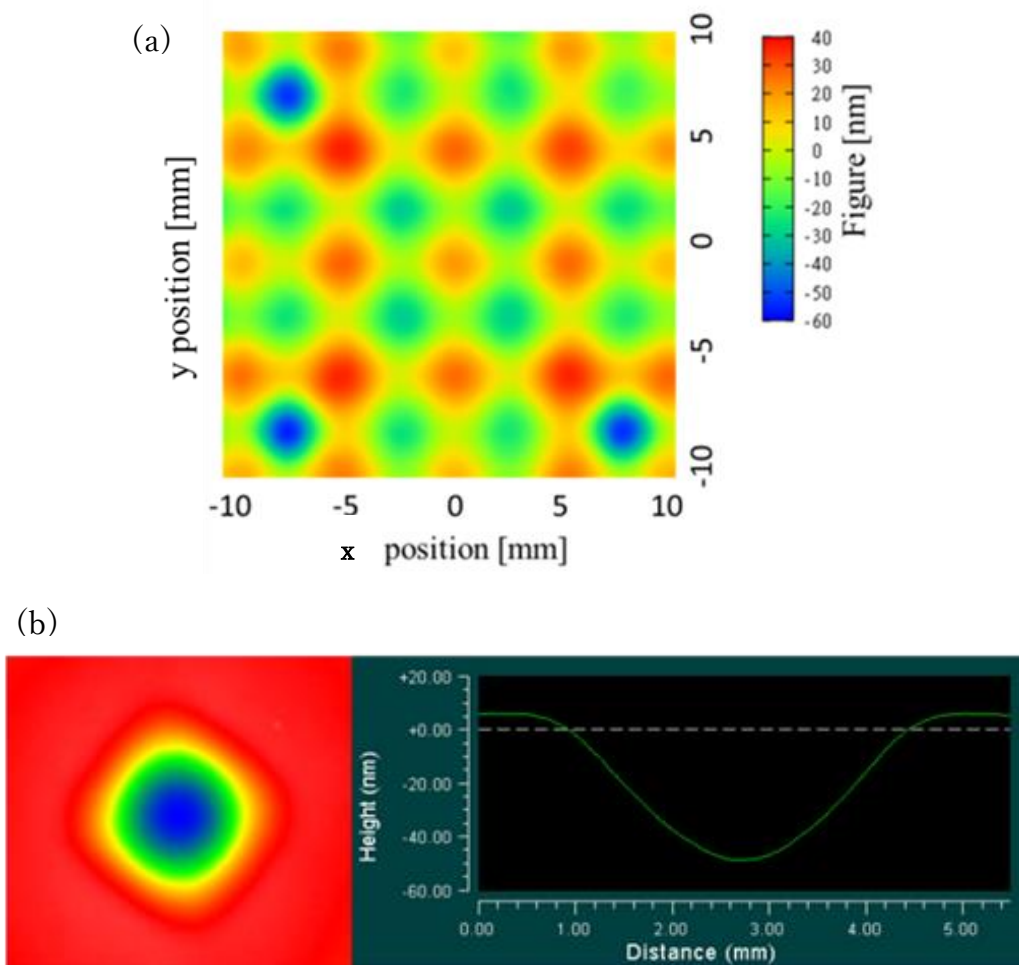 (a)
10
5
0
-5
-10
y position [mm]
-10 -5 0 5 10
x position [mm]
40
30
20
10
0
-10
-20
-30
-40
-50
-60
Figure [nm]
(b)
+20.00
+0.00
-20.00
-40.00
-60.00
Height (nm)
0.00 1.00 2.00 3.00 4.00 5.00
Distance (mm)